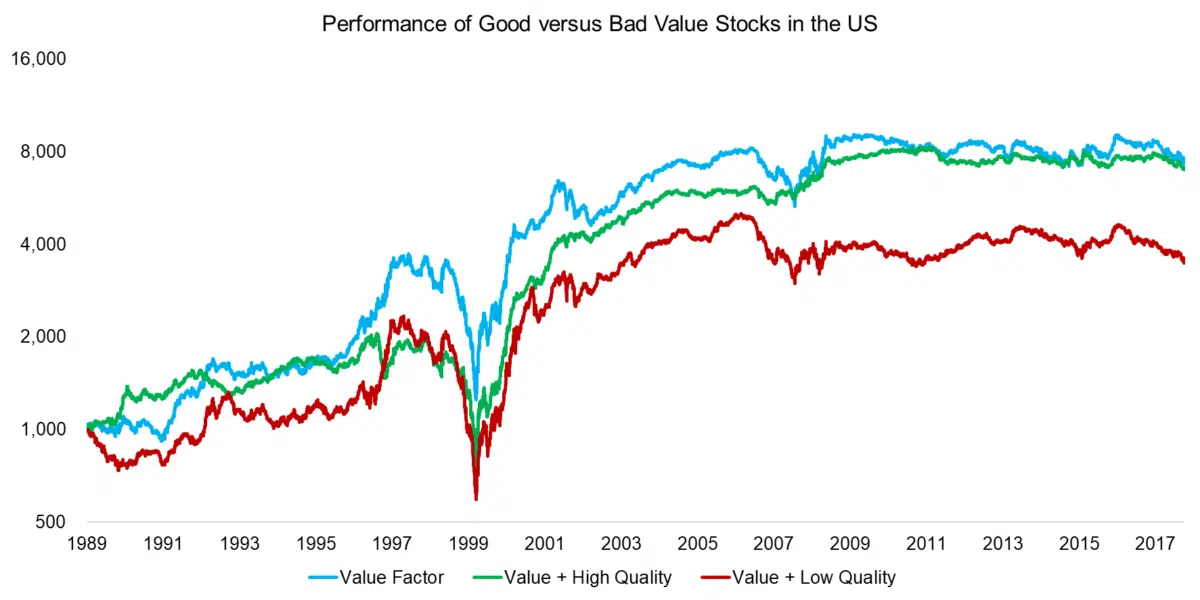 Performance of Good versus Bad Value Stocks in the US
16,000
8,000
4,000
2,000
1,000
500
1989 1991 1993 1995 1997 1999 2001 2003 2005 2007 2009 2011 2013 2015 2017
Value Factor Value + High Quality Value + Low Quality